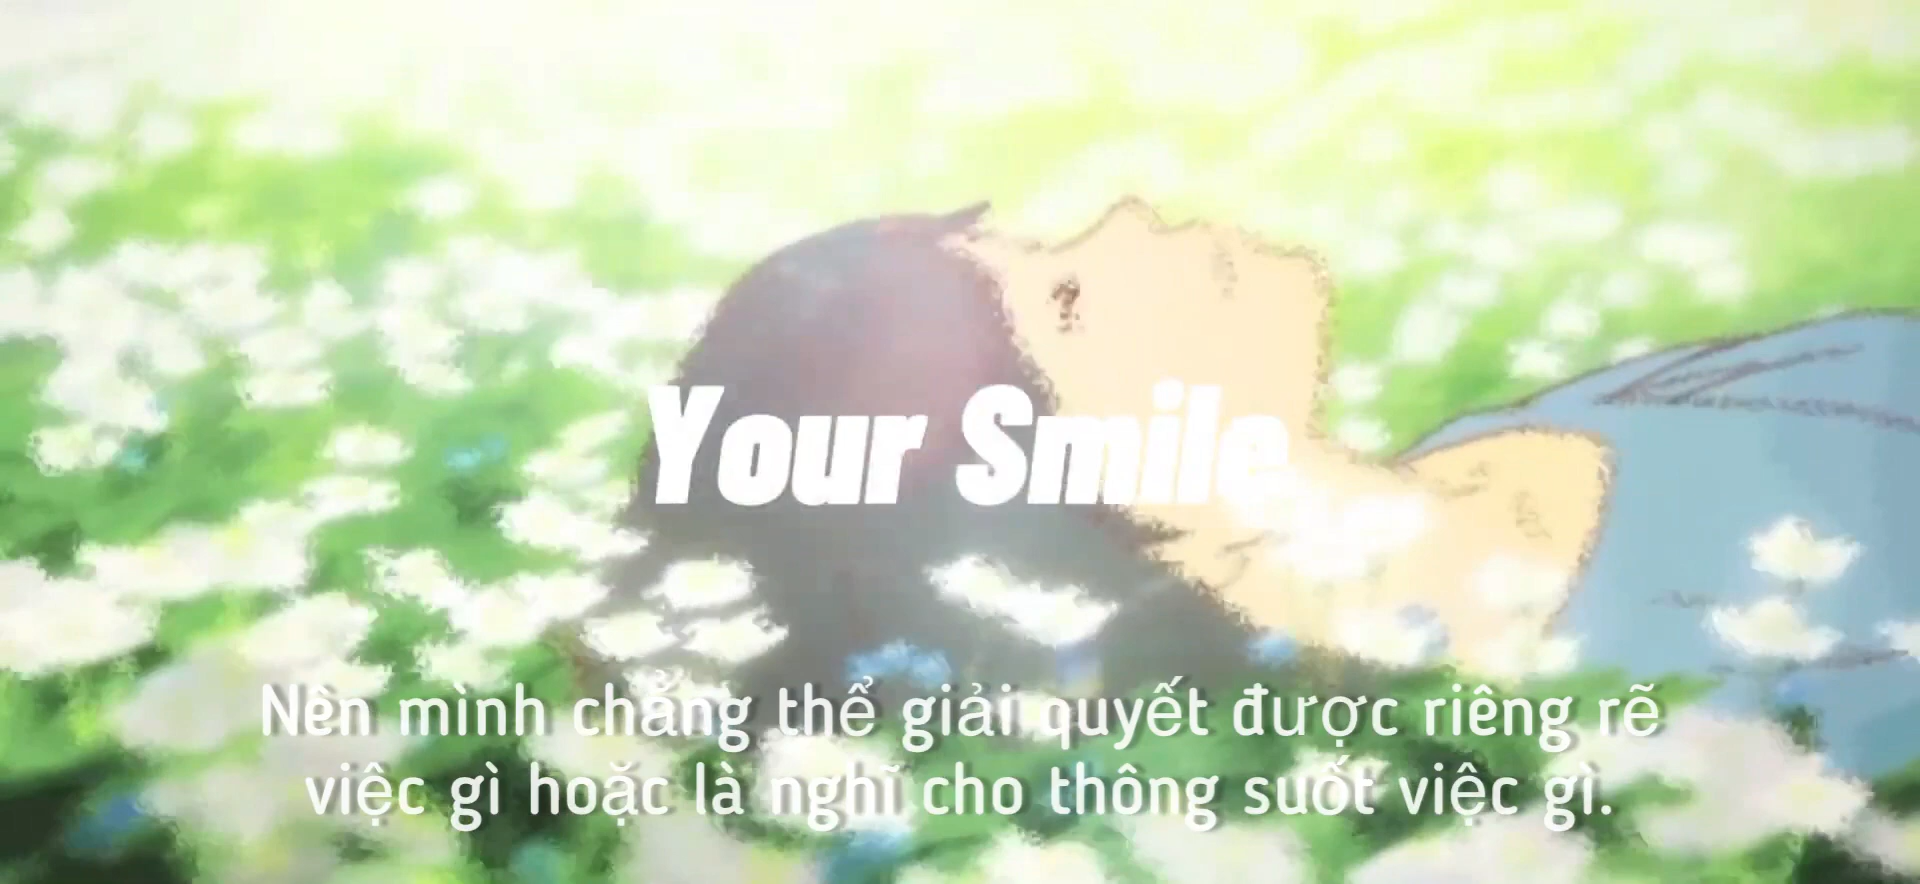 Your Smile
Nên mình chẳng thể giải quyết được riêng rẽ
việc gì hoặc là nghĩ cho thông suốt việc gì.